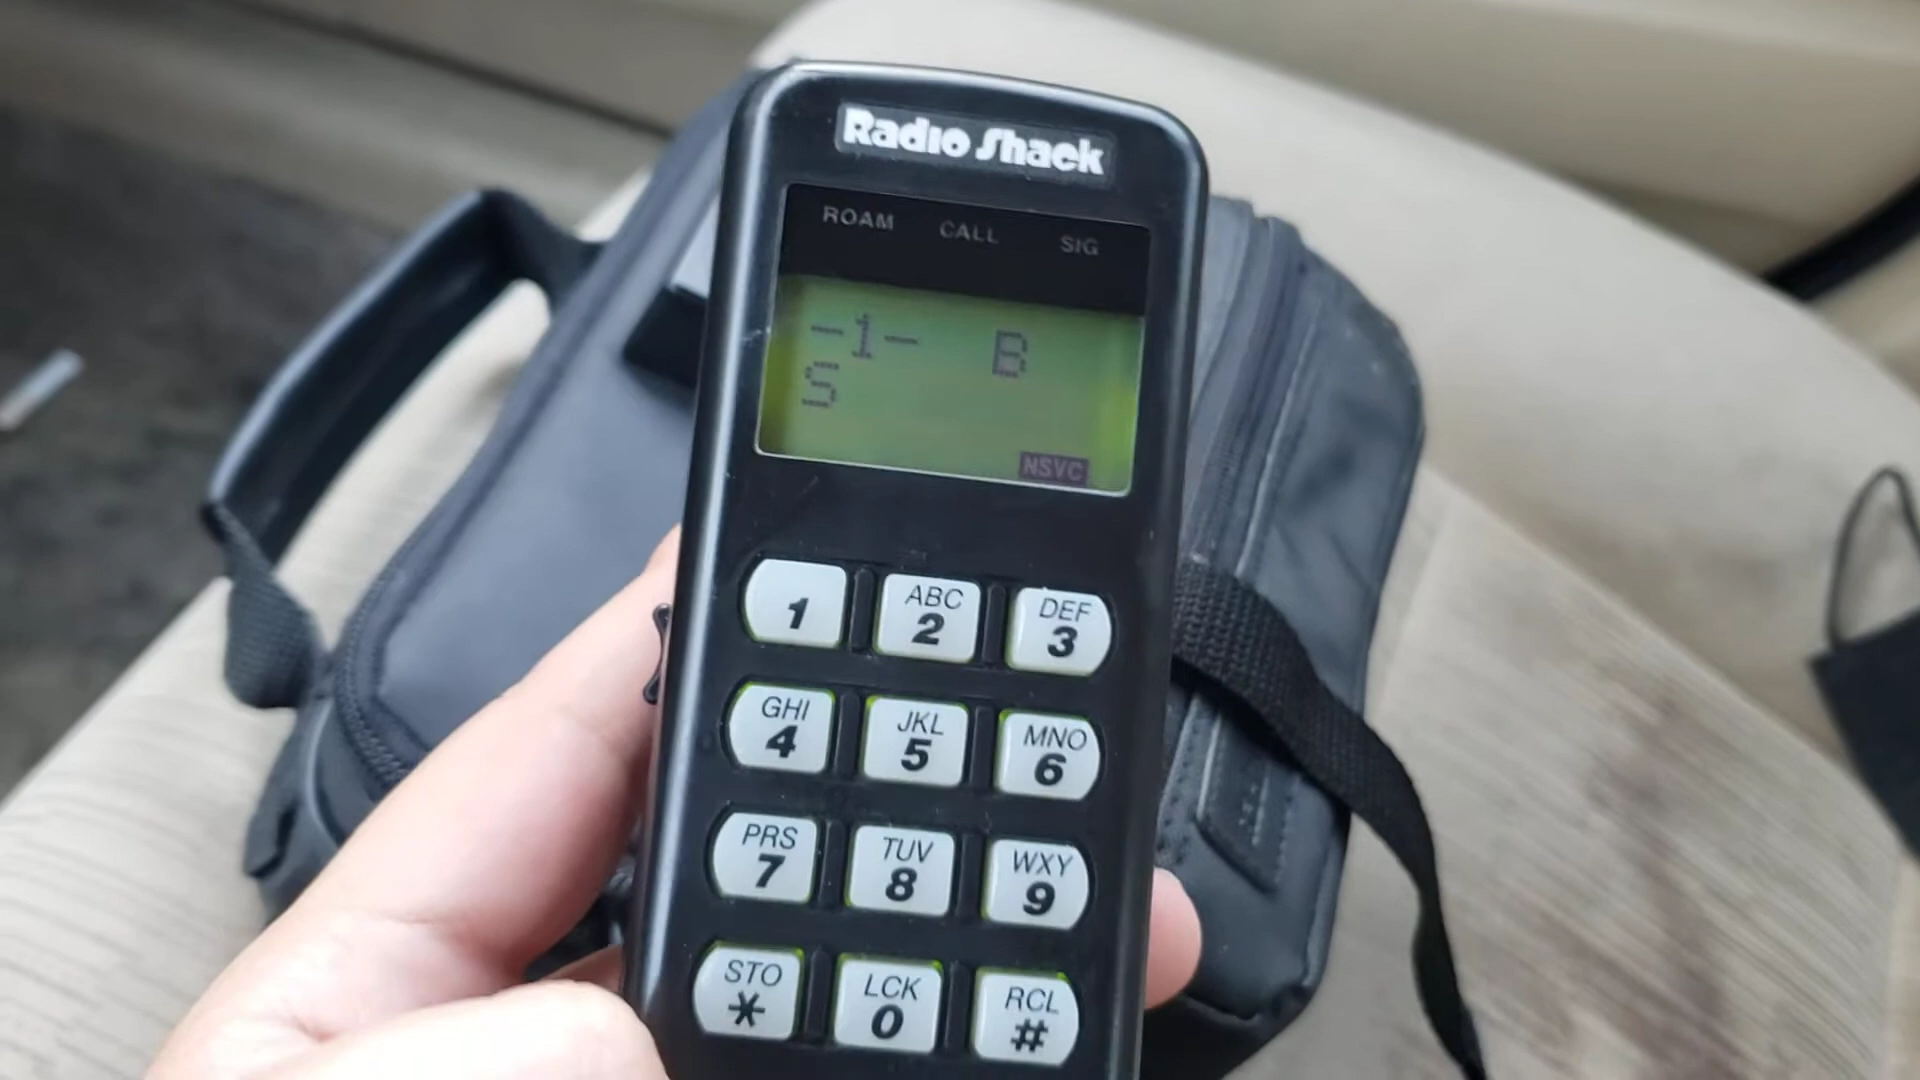 Radio Shack
ROAM CALL SIG
-1- B
S
NSVC
1 ABC 2 DEF 3
GHI 4 JKL 5 MNO 6
PRS 7 TUV 8 WXY 9
STO * LCK 0 RCL #